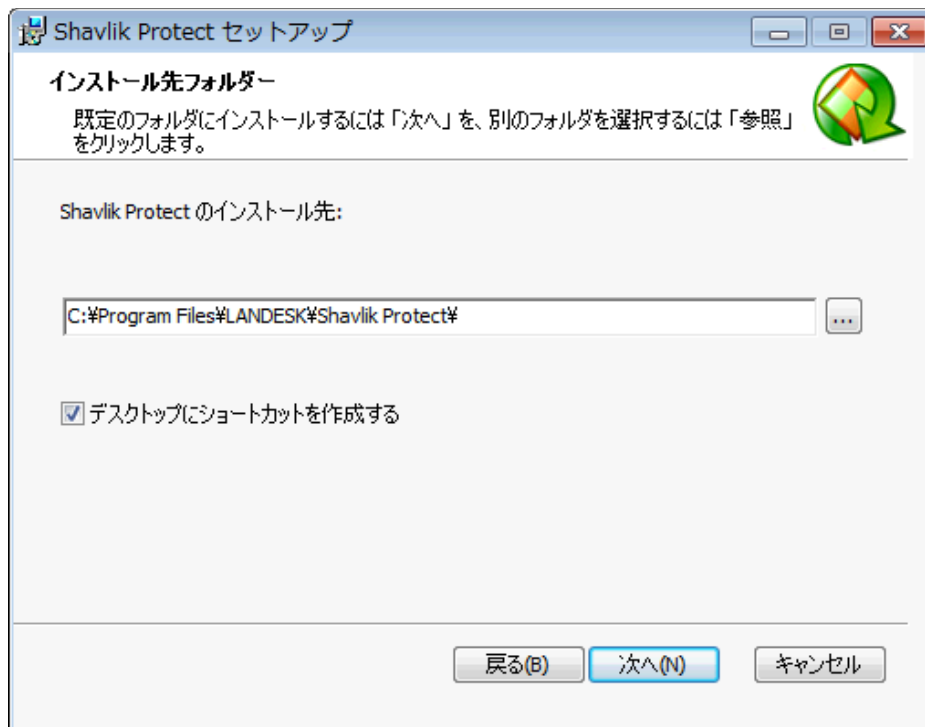 Shavlik Protect セットアップ
インストール先フォルダー
既定のフォルダにインストールするには「次へ」を、別のフォルダを選択するには「参照」
をクリックします。
Shavlik Protect のインストール先:
C:¥Program Files¥LANDESK¥Shavlik Protect¥
...
デスクトップにショートカットを作成する
戻る(B) 次へ(N) キャンセル